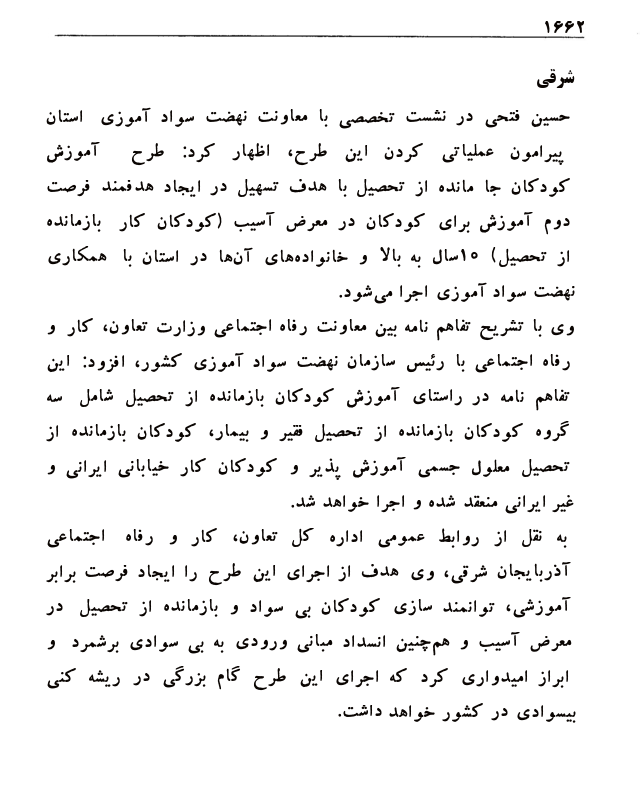 ۱۶۶۲
شرقی
حسین فتحی در نشست تخصصی با معاونت نهضت سواد آموزی استان
پیرامون عملیاتی کردن این طرح، اظهار کرد: طرح آموزش
کودکان جا مانده از تحصیل با هدف تسهیل در ایجاد هدفمند فرصت
دوم آموزش برای کودکان در معرض آسیب (کودکان کار بازمانده
از تحصیل) ۱۰سال به بالا و خانواده‌های آن‌ها در استان با همکاری
نهضت سواد آموزی اجرا می‌شود.
وی با تشریح تفاهم نامه بین معاونت رفاه اجتماعی وزارت تعاون، کار و
رفاه اجتماعی با رئیس سازمان نهضت سواد آموزی کشور، افزود: این
تفاهم نامه در راستای آموزش کودکان بازمانده از تحصیل شامل سه
گروه کودکان بازمانده از تحصیل فقیر و بیمار، کودکان بازمانده از
تحصیل معلول جسمی آموزش پذیر و کودکان کار خیابانی ایرانی و
غیر ایرانی منعقد شده و اجرا خواهد شد.
به نقل از روابط عمومی اداره کل تعاون، کار و رفاه اجتماعی
آذربایجان شرقی، وی هدف از اجرای این طرح را ایجاد فرصت برابر
آموزشی، توانمند سازی کودکان بی سواد و بازمانده از تحصیل در
معرض آسیب و هم‌چنین انسداد مبانی ورودی به بی سوادی برشمرد و
ابراز امیدواری کرد که اجرای این طرح گام بزرگی در ریشه کنی
بیسوادی در کشور خواهد داشت.